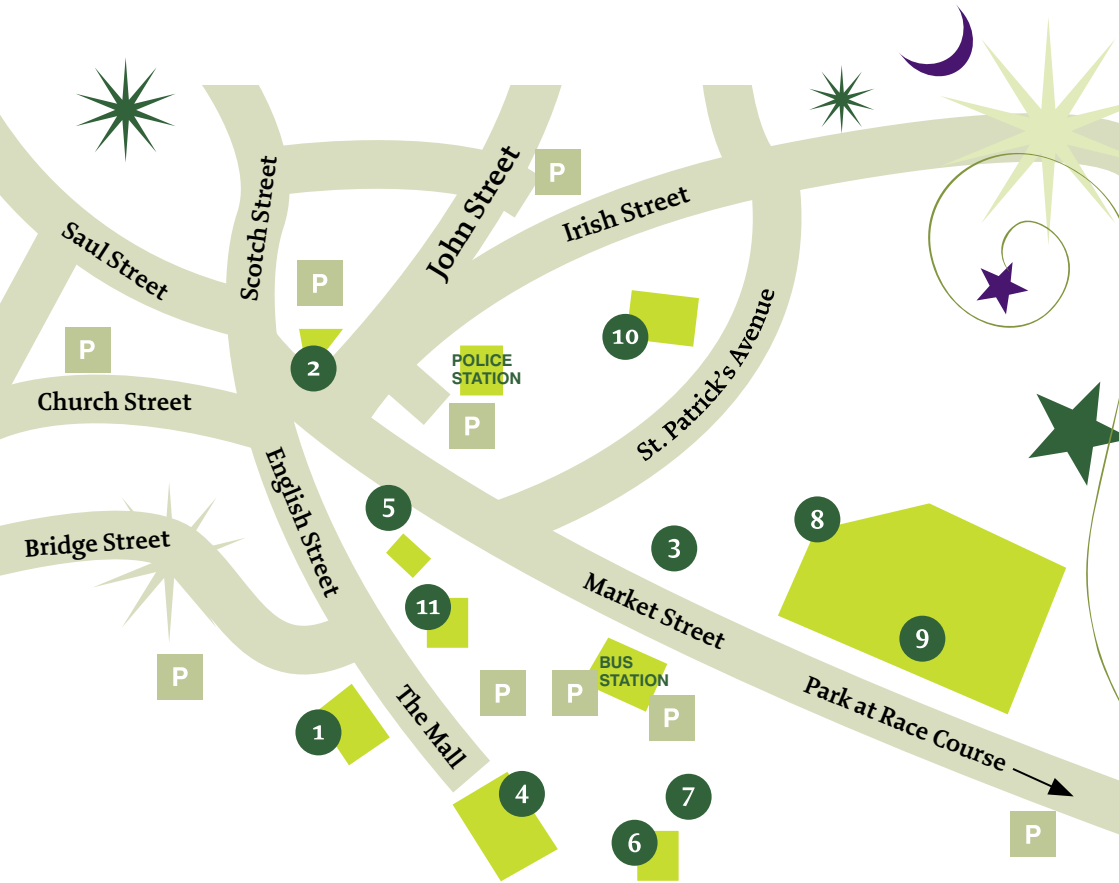 P
John Street
Irish Street
Scotch Street
Saul Street
P
P
2
10
POLICE
STATION
St. Patrick's Avenue
Church Street
P
English Street
5
8
3
Bridge Street
Market Street
11
9
BUS
STATION
P
P
P
P
Park at Race Course
The Mall
1
4
7
6
P